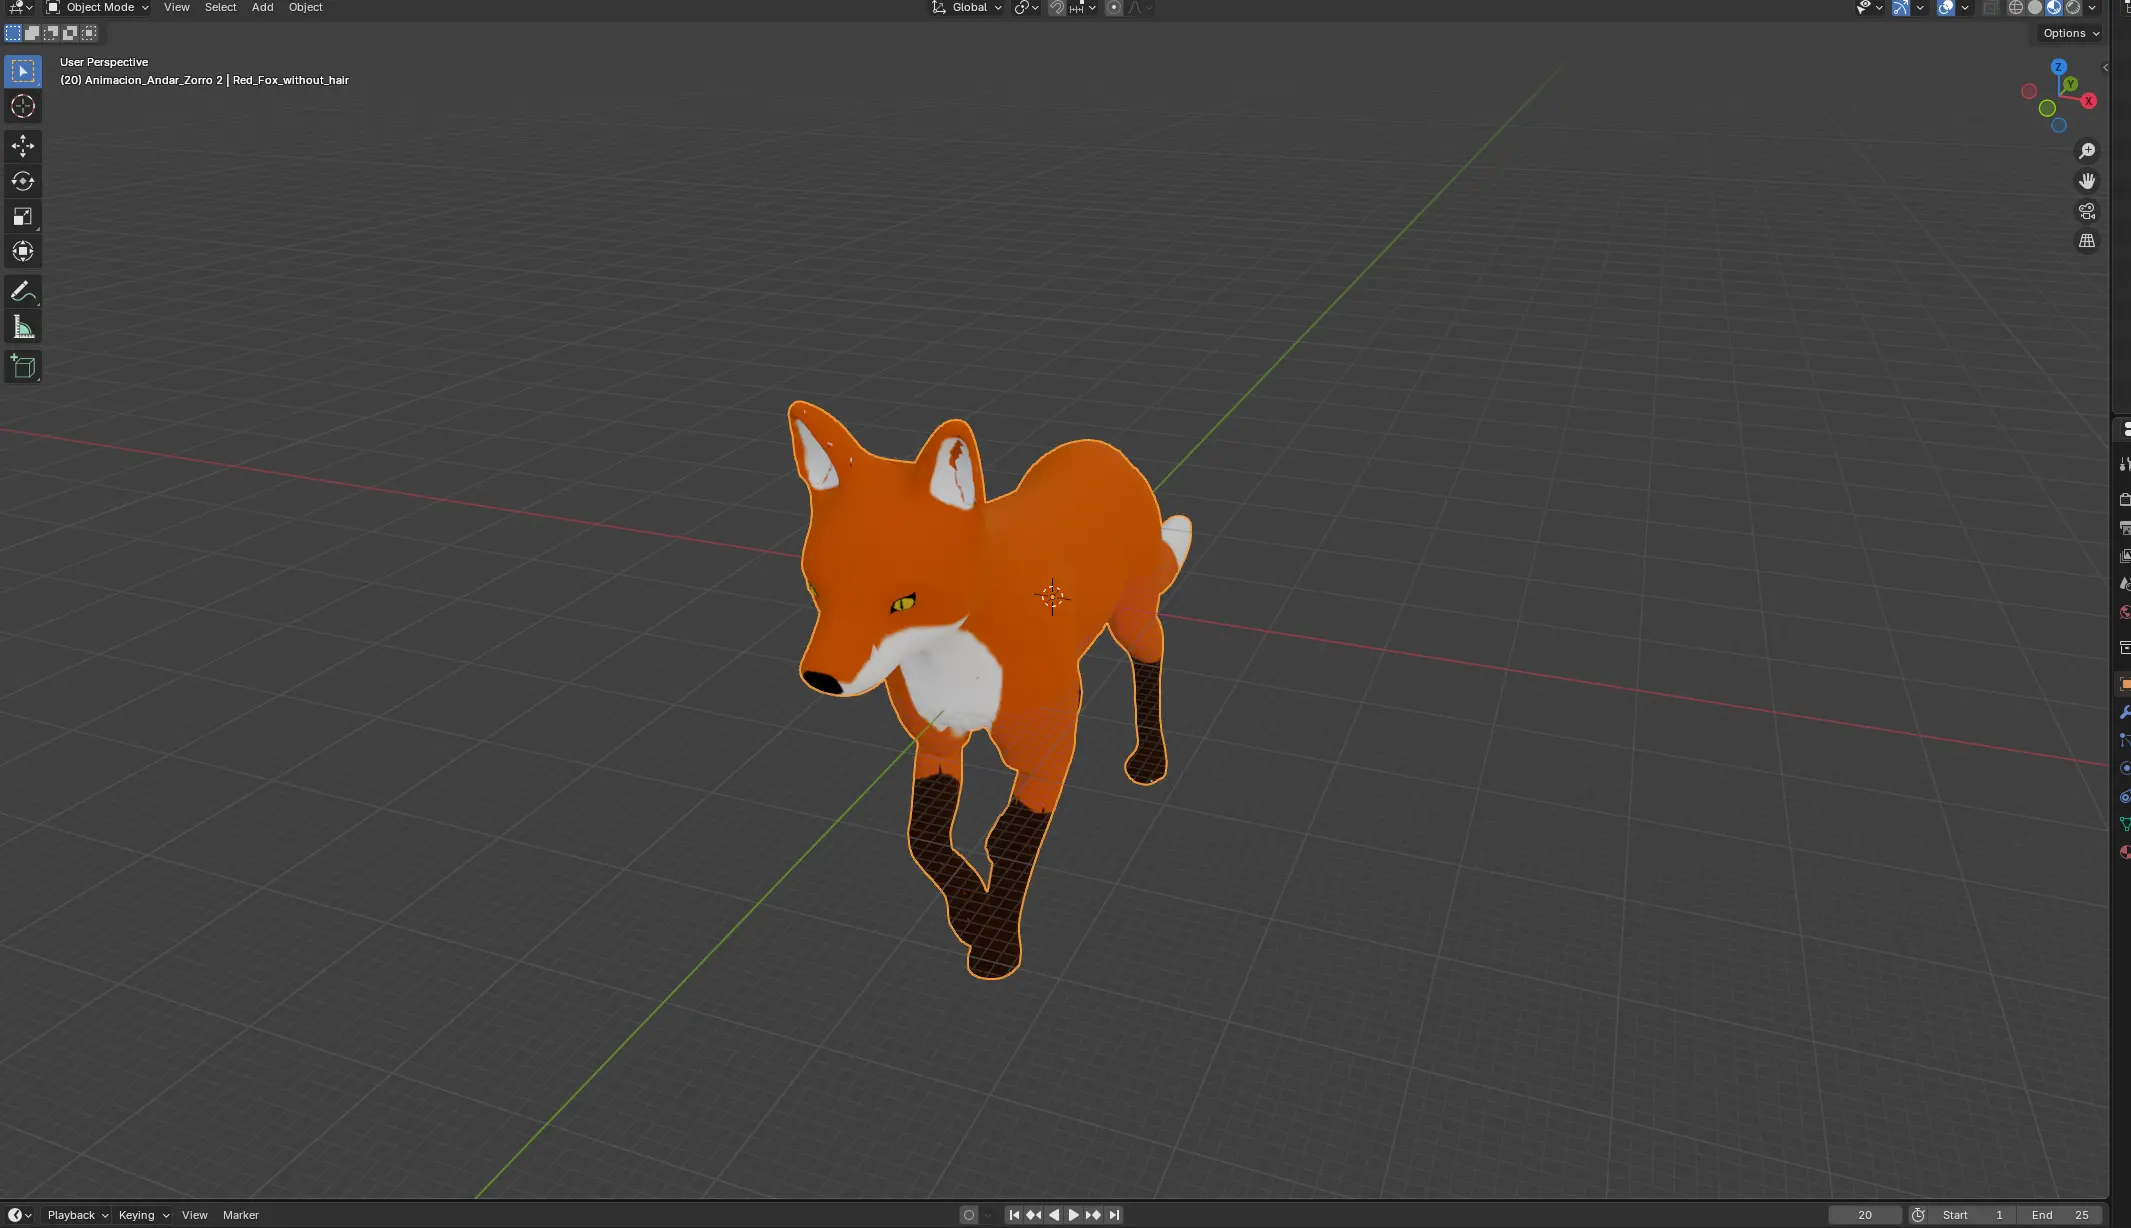 Object Mode View Select Add Object Global
Options
User Perspective
(20) Animacion_Andar_Zorro 2 | Red_Fox_without_hair
Z
Y
X
Playback Keying View Marker 20 Start 1 End 25